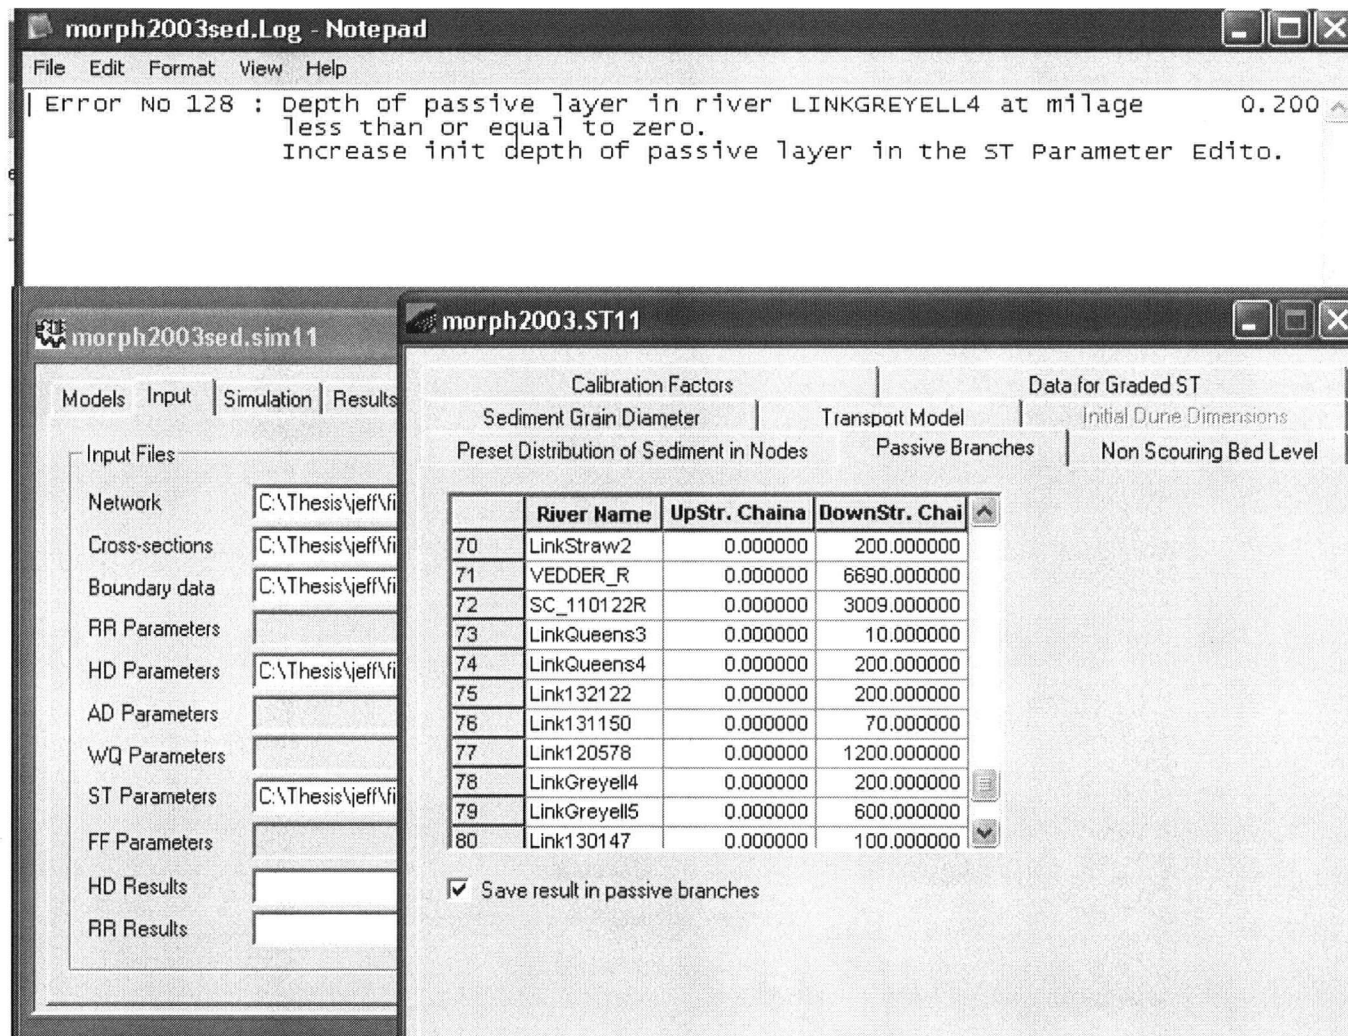 morph2003sed.Log - Notepad
File Edit Format View Help
Error No 128 : Depth of passive layer in river LINKGREYELL4 at milage 0.200
less than or equal to zero.
Increase init depth of passive layer in the ST Parameter Edito.
morph2003sed.sim11
Models Input Simulation Results
Input Files
Network C:\Thesis\jeff\fi
Cross-sections C:\Thesis\jeff\fi
Boundary data C:\Thesis\jeff\fi
RR Parameters
HD Parameters C:\Thesis\jeff\fi
AD Parameters
WQ Parameters
ST Parameters C:\Thesis\jeff\fi
FF Parameters
HD Results
RR Results
morph2003.ST11
Calibration Factors Data for Graded ST
Sediment Grain Diameter Transport Model Initial Dune Dimensions
Preset Distribution of Sediment in Nodes Passive Branches Non Scouring Bed Level
River Name UpStr. Chaina DownStr. Chai
70 LinkStraw2 0.000000 200.000000
71 VEDDER_R 0.000000 6690.000000
72 SC_110122R 0.000000 3009.000000
73 LinkQueens3 0.000000 10.000000
74 LinkQueens4 0.000000 200.000000
75 Link132122 0.000000 200.000000
76 Link131150 0.000000 70.000000
77 Link120578 0.000000 1200.000000
78 LinkGreyell4 0.000000 200.000000
79 LinkGreyell5 0.000000 600.000000
80 Link130147 0.000000 100.000000
Save result in passive branches